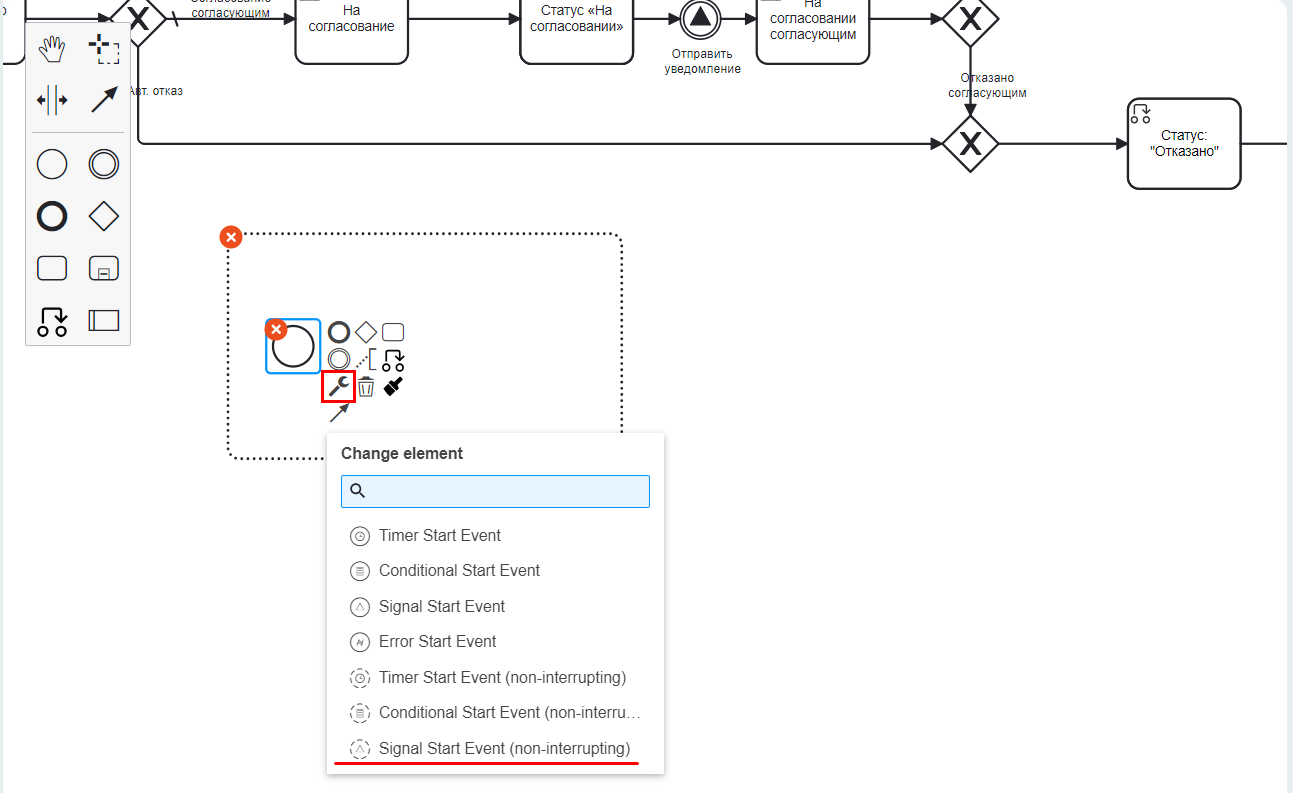 согласующим
На
согласование
Статус «На
согласовании»
На
согласовании
согласующим
Отправить
уведомление
Авт. отказ
Отказано
согласующим
Статус:
"Отказано"
Change element
Timer Start Event
Conditional Start Event
Signal Start Event
Error Start Event
Timer Start Event (non-interrupting)
Conditional Start Event (non-interru…
Signal Start Event (non-interrupting)